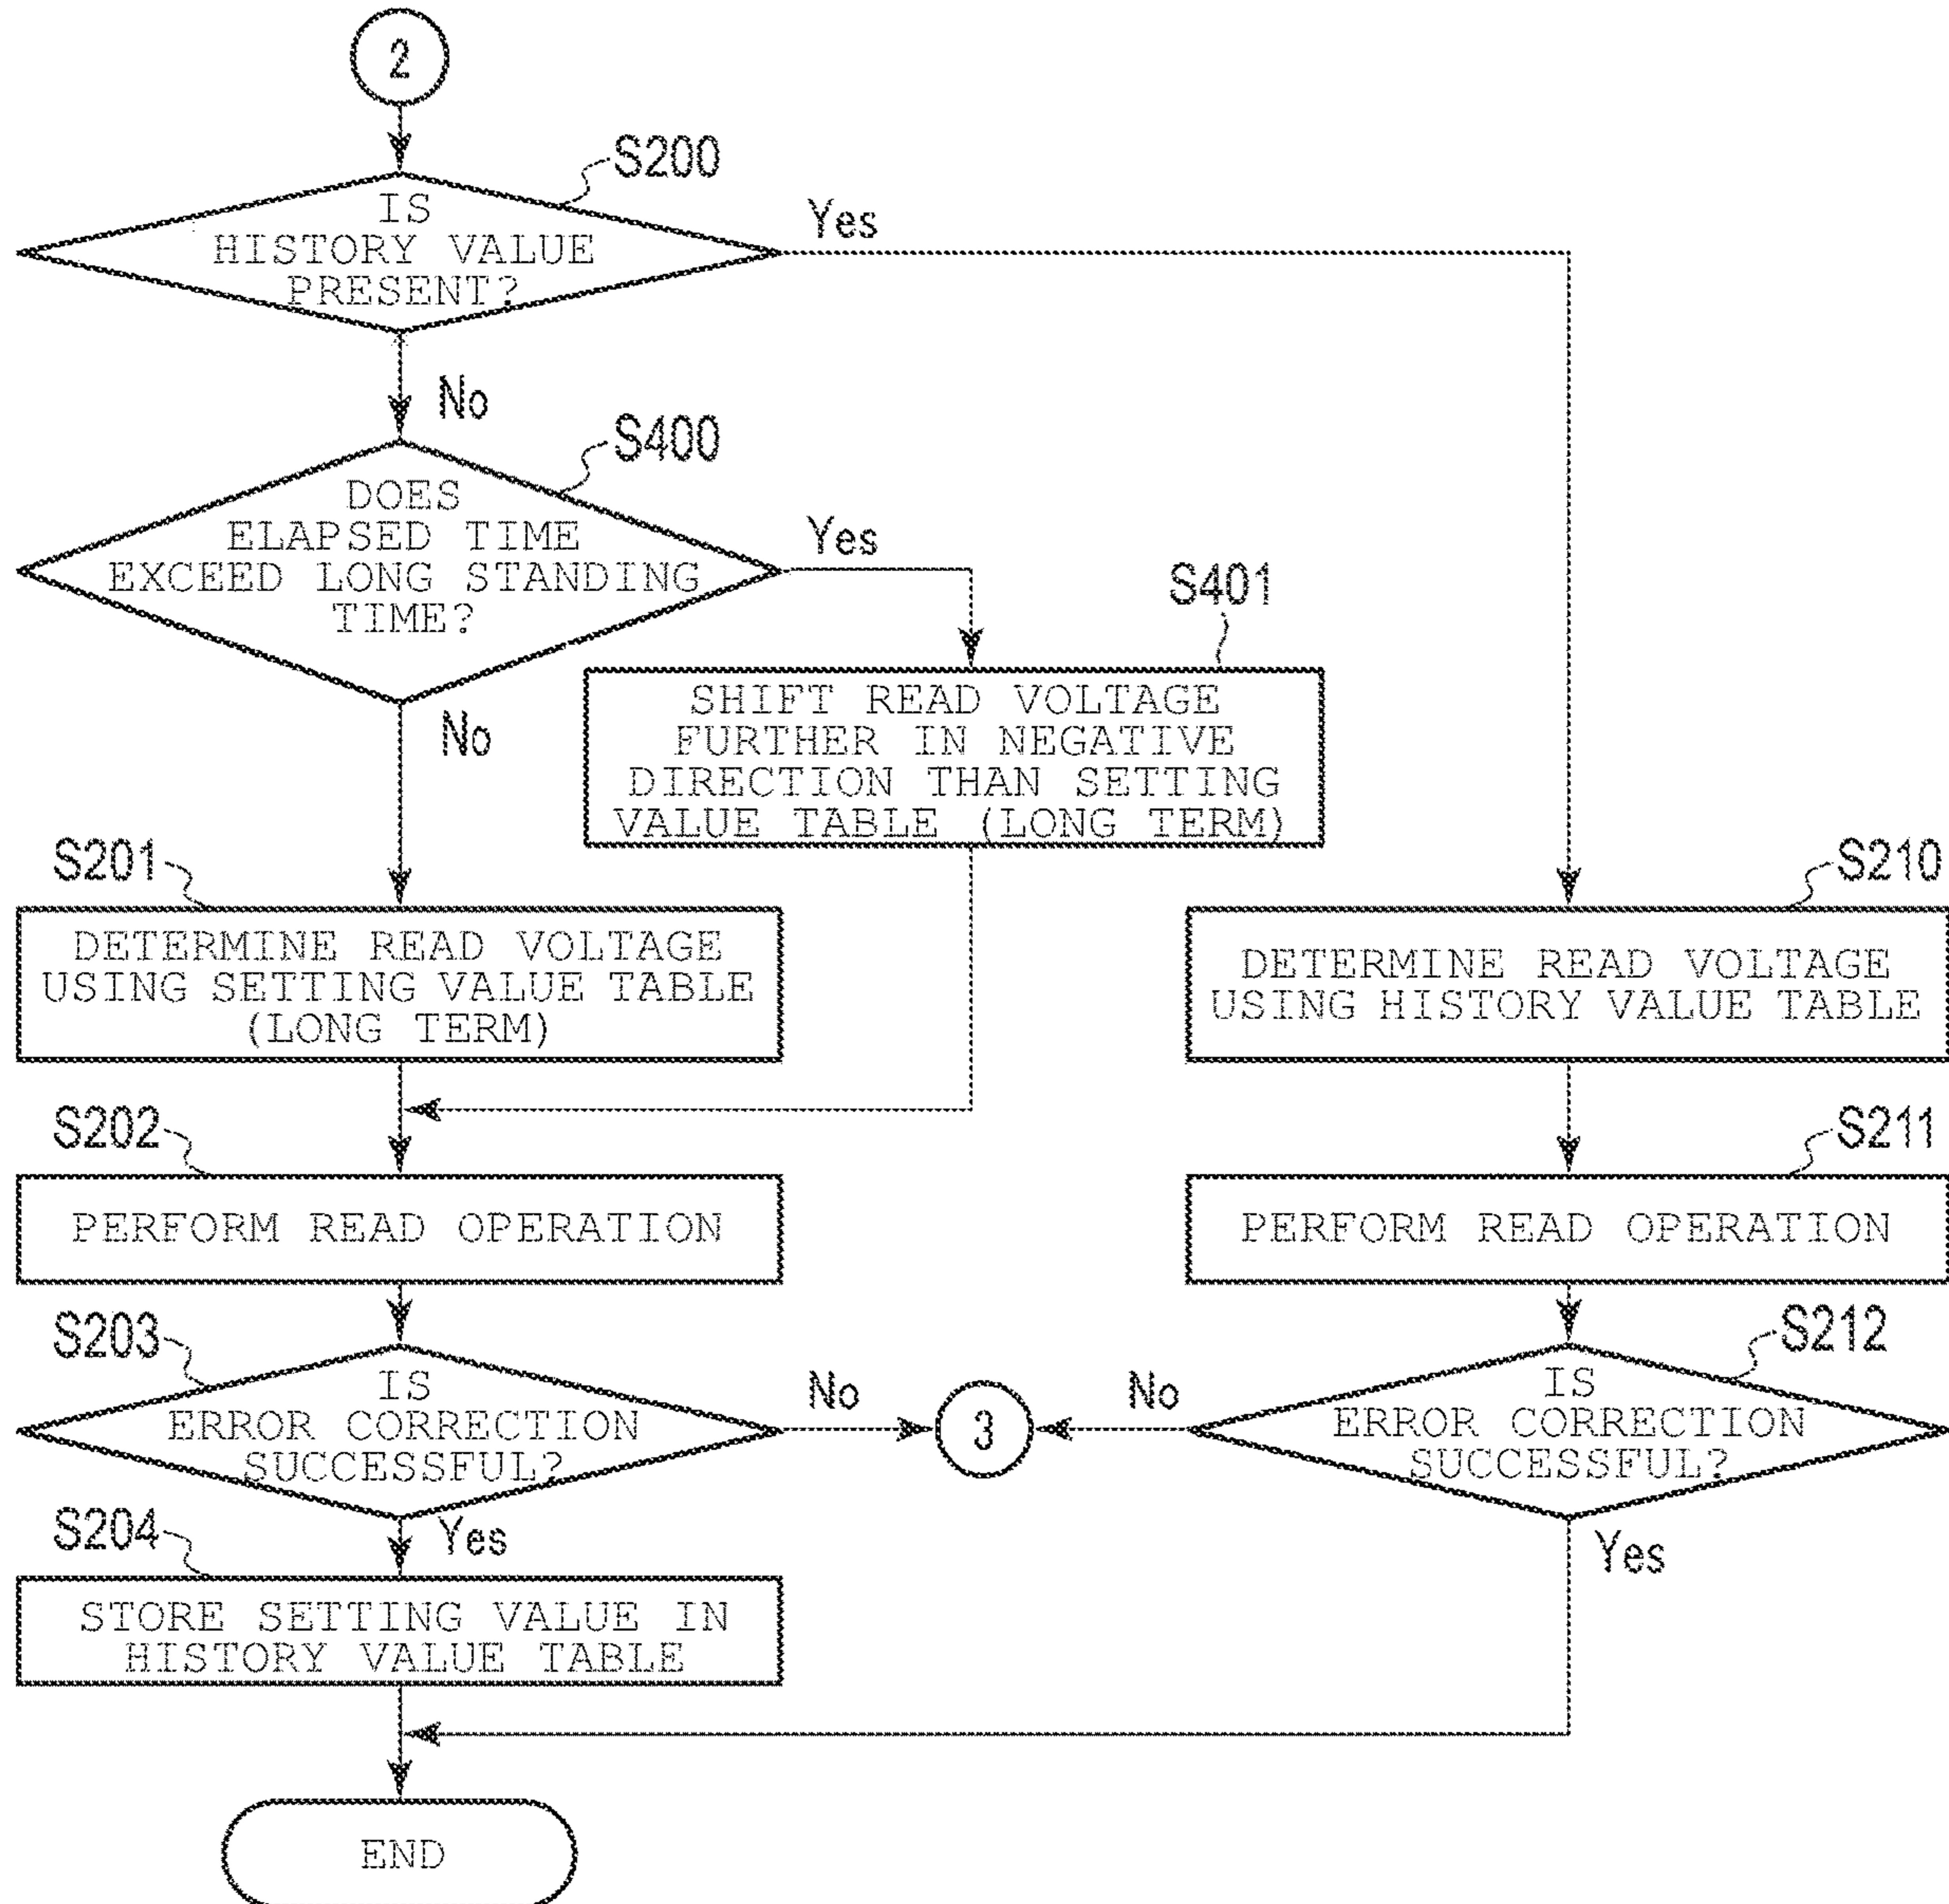 2
S200
IS
HISTORY VALUE
PRESENT?
Yes
No
S400
DOES
ELAPSED TIME
EXCEED LONG STANDING
TIME?
Yes
No
S401
SHIFT READ VOLTAGE
FURTHER IN NEGATIVE
DIRECTION THAN SETTING
VALUE TABLE (LONG TERM)
S201
DETERMINE READ VOLTAGE
USING SETTING VALUE TABLE
(LONG TERM)
S210
DETERMINE READ VOLTAGE
USING HISTORY VALUE TABLE
S202
PERFORM READ OPERATION
S211
PERFORM READ OPERATION
S203
IS
ERROR CORRECTION
SUCCESSFUL?
No
3
No
S212
IS
ERROR CORRECTION
SUCCESSFUL?
Yes
Yes
S204
STORE SETTING VALUE IN
HISTORY VALUE TABLE
END